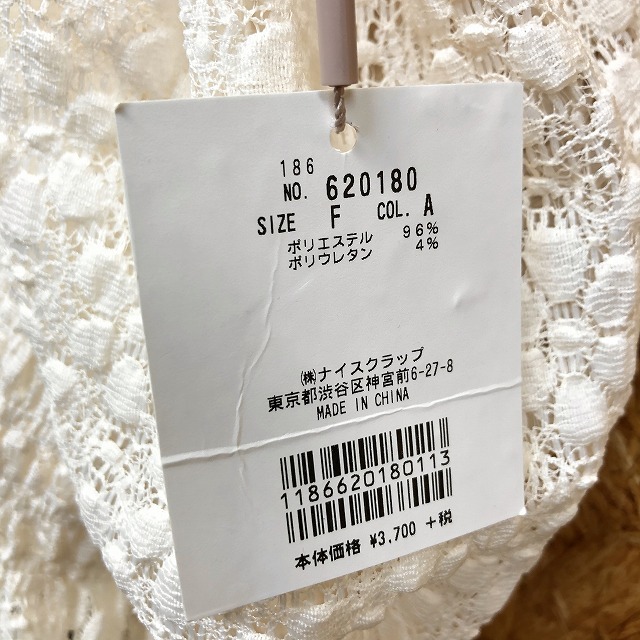 186
NO. 620180
SIZE F COL. A
ポリエステル 96%
ポリウレタン 4%
㈱ナイスクラップ
東京都渋谷区神宮前6-27-8
MADE IN CHINA
1186620180113
本体価格 ¥3,700 +税